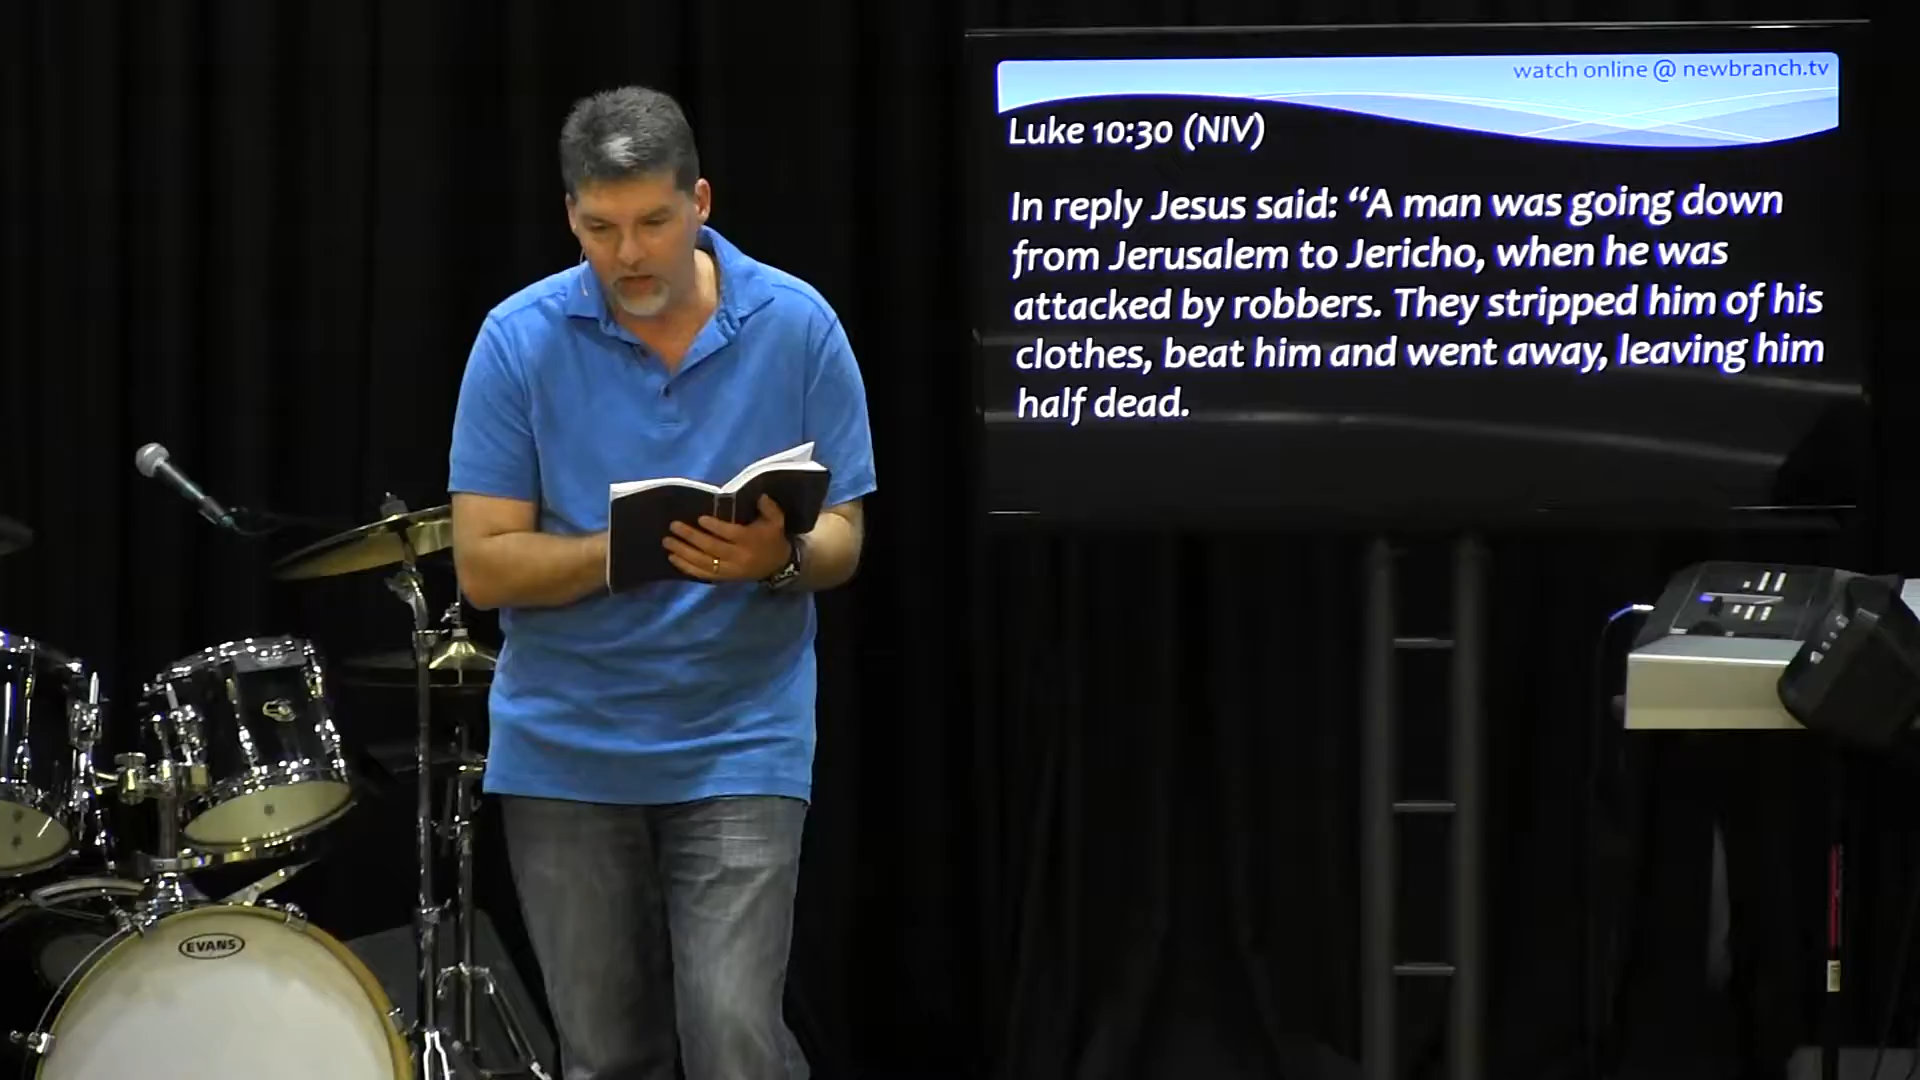 watch online @ newbranch.tv
Luke 10:30 (NIV)
In reply Jesus said: “A man was going down
from Jerusalem to Jericho, when he was
attacked by robbers. They stripped him of his
clothes, beat him and went away, leaving him
half dead.
EVANS